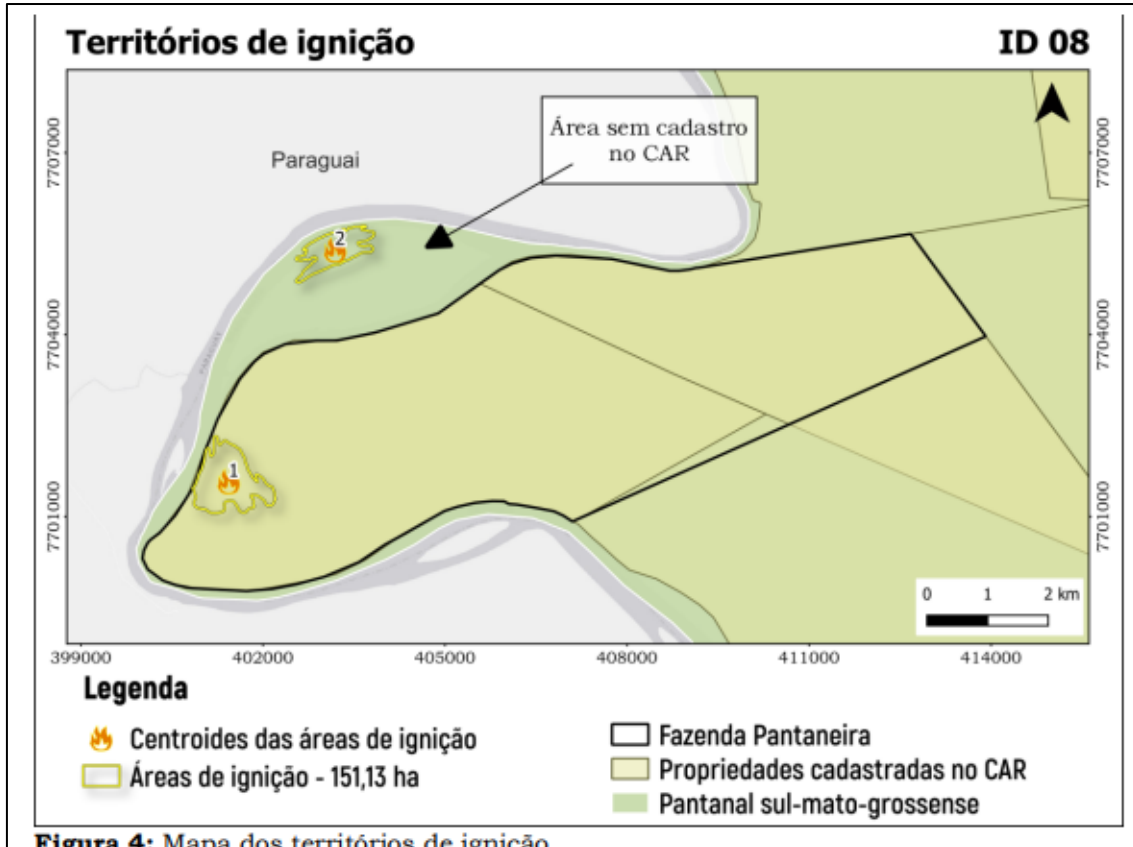 Territórios de ignição
ID 08
Área sem cadastro
no CAR
Paraguai
7707000
7707000
2
PARAGUAI
7704000
7704000
1
7701000
7701000
0 1 2 km
399000 402000 405000 408000 411000 414000
Legenda
Centroides das áreas de ignição
Áreas de ignição - 151,13 ha
Fazenda Pantaneira
Propriedades cadastradas no CAR
Pantanal sul-mato-grossense
Figura 4: Mapa dos territórios de ignição